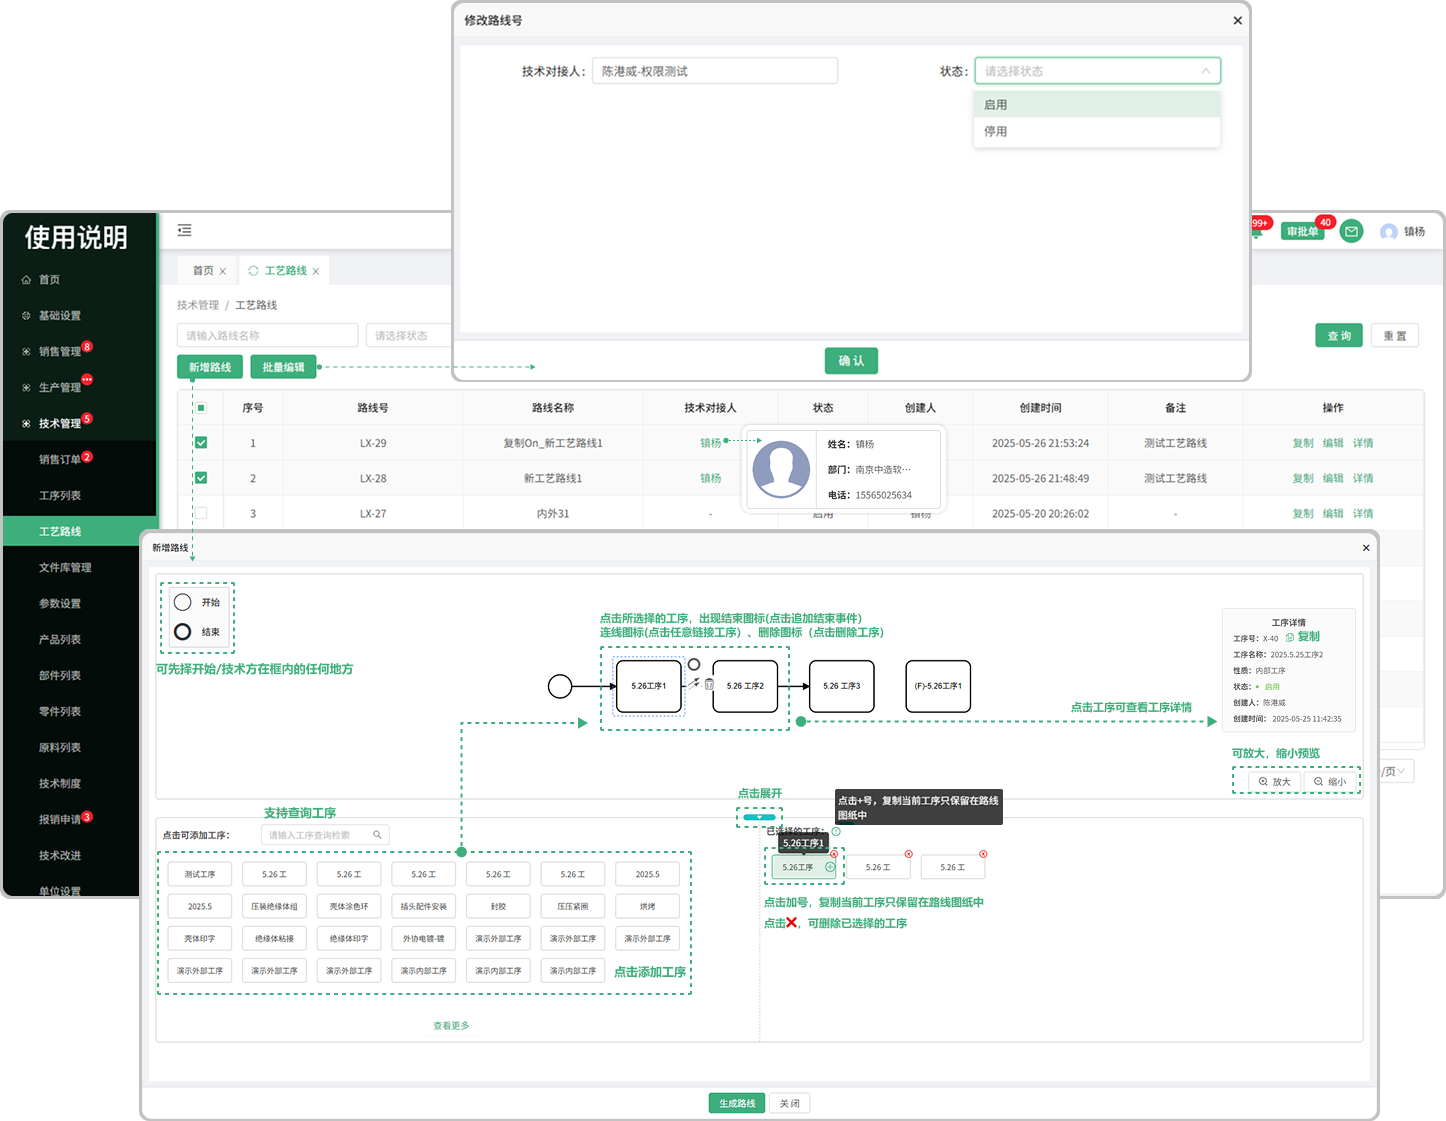 修改路线号
技术对接人：
陈港威-权限测试
状态：
请选择状态
启用
停用
确 认
使用说明
首页
基础设置
销售管理 8
生产管理 •••
技术管理 5
销售订单 2
工序列表
工艺路线
文件库管理
参数设置
产品列表
部件列表
零件列表
原料列表
技术制度
报销申请 3
技术改进
单位设置
99+
审批单 40
镇杨
首页
工艺路线
技术管理 / 工艺路线
请输入路线名称
请选择状态
查 询
重 置
新增路线
批量编辑
序号 路线号 路线名称 技术对接人 状态 创建人 创建时间 备注 操作
1 LX-29 复制On_新工艺路线1 镇杨 2025-05-26 21:53:24 测试工艺路线 复制 编辑 详情
2 LX-28 新工艺路线1 镇杨 2025-05-26 21:48:49 测试工艺路线 复制 编辑 详情
3 LX-27 内外31 - 启用 镇杨 2025-05-20 20:26:02 - 复制 编辑 详情
姓名：镇杨
部门：南京中造软···
电话：15565025634
/页
新增路线
开始
结束
可先择开始/技术方在框内的任何地方
点击所选择的工序，出现结束图标(点击追加结束事件)
连线图标(点击任意链接工序）、删除图标（点击删除工序）
5.26工序1
5.26 工序2
5.26 工序3
(F)-5.26工序1
点击工序可查看工序详情
工序详情
工序号：X-40 复制
工序名称：2025.5.25工序2
性质：内部工序
状态：启用
创建人：陈港威
创建时间：2025-05-25 11:42:35
可放大，缩小预览
放大
缩小
支持查询工序
点击可添加工序：
请输入工序查询检索
测试工序 5.26 工 5.26 工 5.26 工 5.26 工 5.26 工 2025.5
2025.5 压装绝缘体组 壳体涂色环 插头配件安装 封胶 压压紧圈 烘烤
壳体印字 绝缘体粘接 绝缘体印字 外协电镀-镀 演示外部工序 演示外部工序 演示外部工序
演示外部工序 演示外部工序 演示外部工序 演示内部工序 演示内部工序 演示内部工序
点击添加工序
查看更多
点击展开
点击+号，复制当前工序只保留在路线
图纸中
已选择的工序：
5.26工序1
5.26工序
5.26 工
5.26 工
点击加号，复制当前工序只保留在路线图纸中
点击❌，可删除已选择的工序
生成路线
关 闭